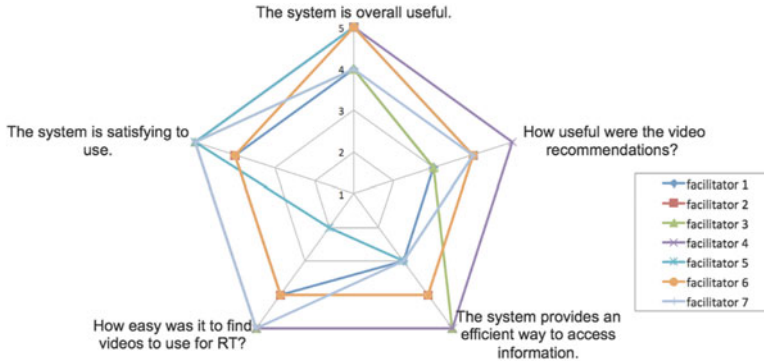 The system is overall useful.
5
4
3
2
1
The system is satisfying to
use.
How useful were the video
recommendations?
facilitator 1
facilitator 2
facilitator 3
facilitator 4
facilitator 5
facilitator 6
facilitator 7
How easy was it to find
videos to use for RT?
The system provides an
efficient way to access
information.